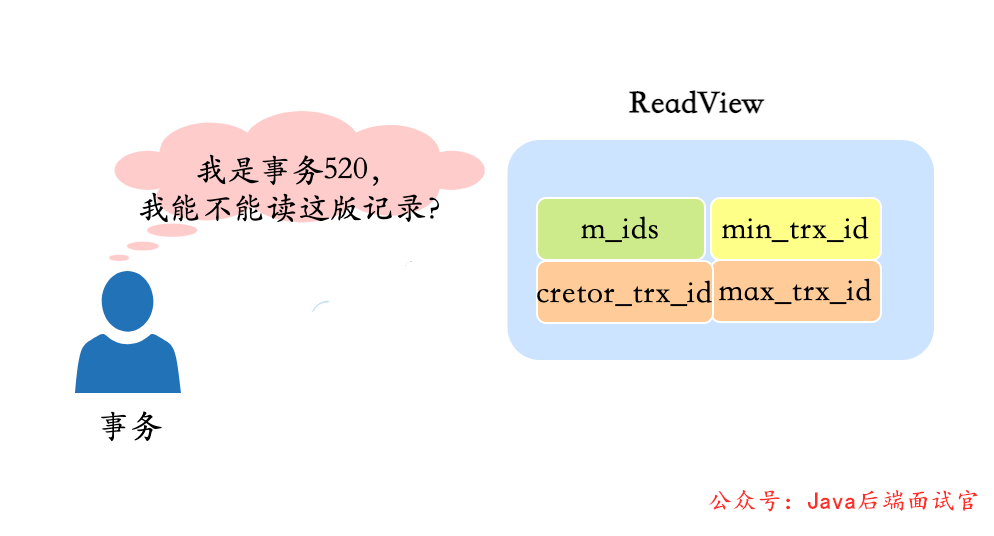 ReadView
我是事务520，
我能不能读这版记录？
m_ids
min_trx_id
cretor_trx_id
max_trx_id
事务
公众号：Java后端面试官